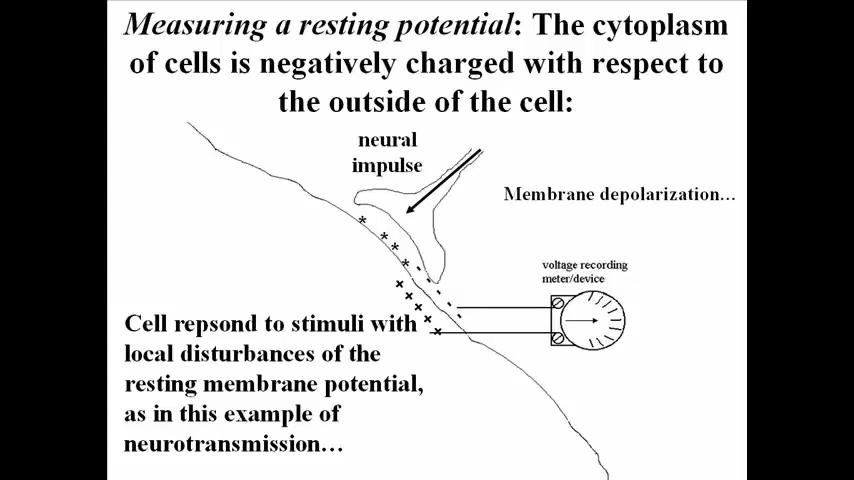 Measuring a resting potential: The cytoplasm
of cells is negatively charged with respect to
the outside of the cell:
neural
impulse
Membrane depolarization…
voltage recording
meter/device
Cell repsond to stimuli with
local disturbances of the
resting membrane potential,
as in this example of
neurotransmission…